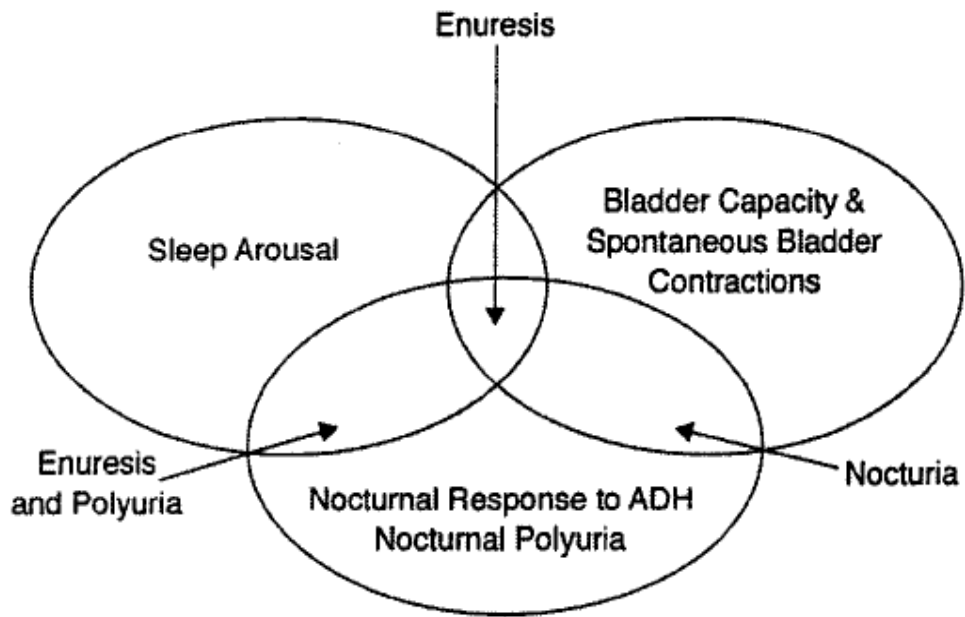 Enuresis
Sleep Arousal
Bladder Capacity &
Spontaneous Bladder
Contractions
Enuresis
and Polyuria
Nocturnal Response to ADH
Nocturnal Polyuria
Nocturia